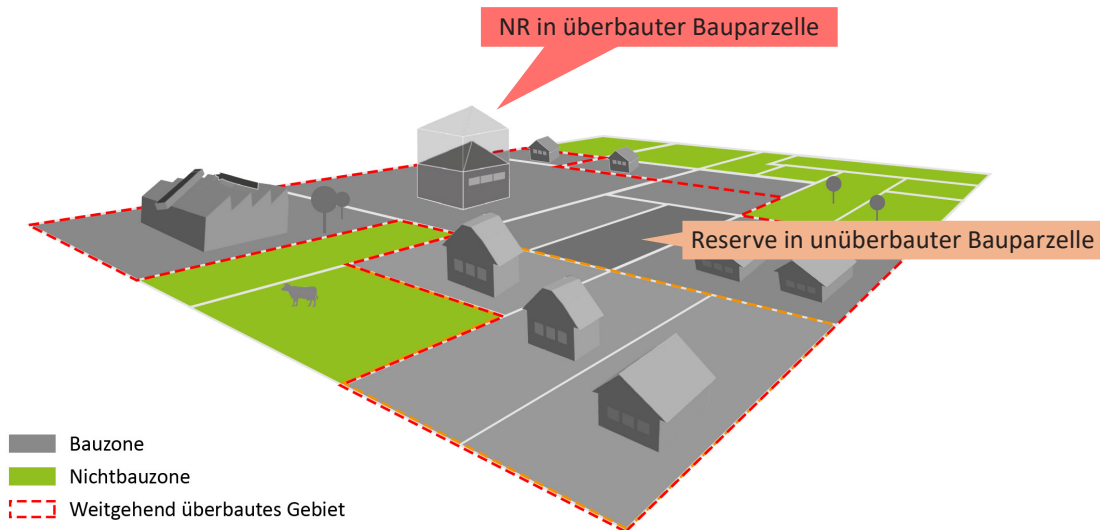 NR in überbauter Bauparzelle
Reserve in unüberbauter Bauparzelle
Bauzone
Nichtbauzone
Weitgehend überbautes Gebiet